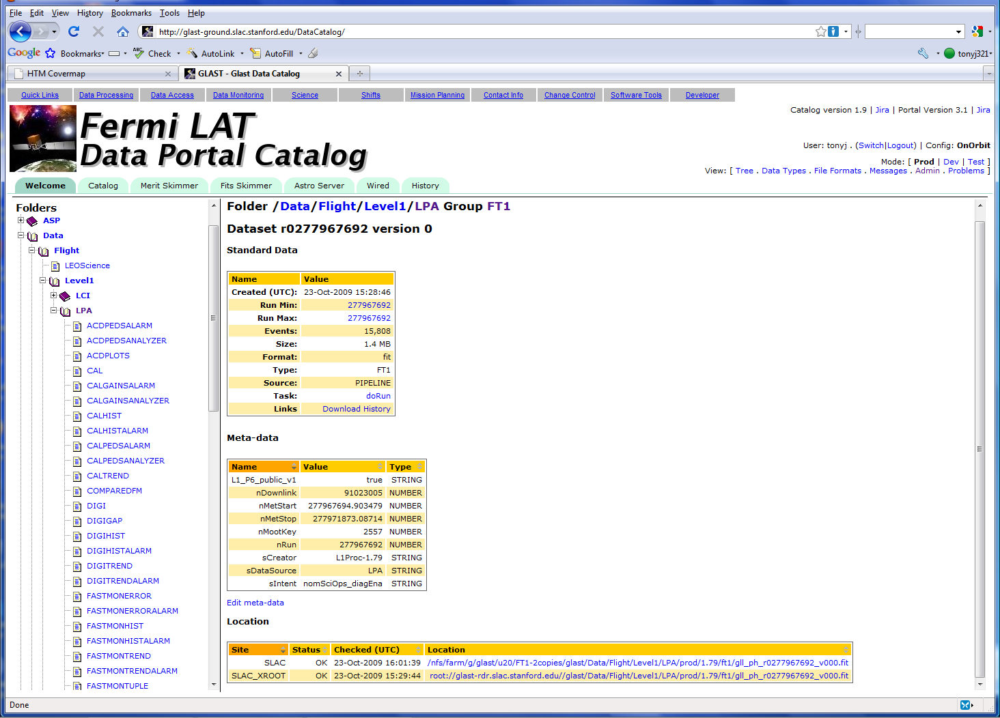 File Edit View History Bookmarks Tools Help
http://glast-ground.slac.stanford.edu/DataCatalog/
Google Bookmarks ABC Check AutoLink AutoFill tonyj321
HTM Covermap GLAST - Glast Data Catalog
Quick Links Data Processing Data Access Data Monitoring Science Shifts Mission Planning Contact Info Change Control Software Tools Developer
Catalog version 1.9 | Jira | Portal Version 3.1 | Jira
Fermi LAT
Data Portal Catalog
User: tonyj . (Switch|Logout) | Config: OnOrbit
Mode: [ Prod | Dev | Test ]
View: [ Tree . Data Types . File Formats . Messages . Admin . Problems ]
Welcome Catalog Merit Skimmer Fits Skimmer Astro Server Wired History
Folders
ASP
Data
Flight
LEOScience
Level1
LCI
LPA
ACDPEDSALARM
ACDPEDSANALYZER
ACDPLOTS
CAL
CALGAINSALARM
CALGAINSANALYZER
CALHIST
CALHISTALARM
CALPEDSALARM
CALPEDSANALYZER
CALTREND
COMPAREDFM
DIGI
DIGIGAP
DIGIHIST
DIGIHISTALARM
DIGITREND
DIGITRENDALARM
FASTMONERROR
FASTMONERRORALARM
FASTMONHIST
FASTMONHISTALARM
FASTMONTREND
FASTMONTRENDALARM
FASTMONTUPLE
Folder /Data/Flight/Level1/LPA Group FT1
Dataset r0277967692 version 0
Standard Data
Name Value
Created (UTC): 23-Oct-2009 15:28:46
Run Min: 277967692
Run Max: 277967692
Events: 15,808
Size: 1.4 MB
Format: fit
Type: FT1
Source: PIPELINE
Task: doRun
Links Download History
Meta-data
Name Value Type
L1_P6_public_v1 true STRING
nDownlink 91023005 NUMBER
nMetStart 277967694.903479 NUMBER
nMetStop 277971873.08714 NUMBER
nMootKey 2557 NUMBER
nRun 277967692 NUMBER
sCreator L1Proc-1.79 STRING
sDataSource LPA STRING
sIntent nomSciOps_diagEna STRING
Edit meta-data
Location
Site Status Checked (UTC) Location
SLAC OK 23-Oct-2009 16:01:39 /nfs/farm/g/glast/u20/FT1-2copies/glast/Data/Flight/Level1/LPA/prod/1.79/ft1/gll_ph_r0277967692_v000.fit
SLAC_XROOT OK 23-Oct-2009 15:29:44 root://glast-rdr.slac.stanford.edu//glast/Data/Flight/Level1/LPA/prod/1.79/ft1/gll_ph_r0277967692_v000.fit
Done